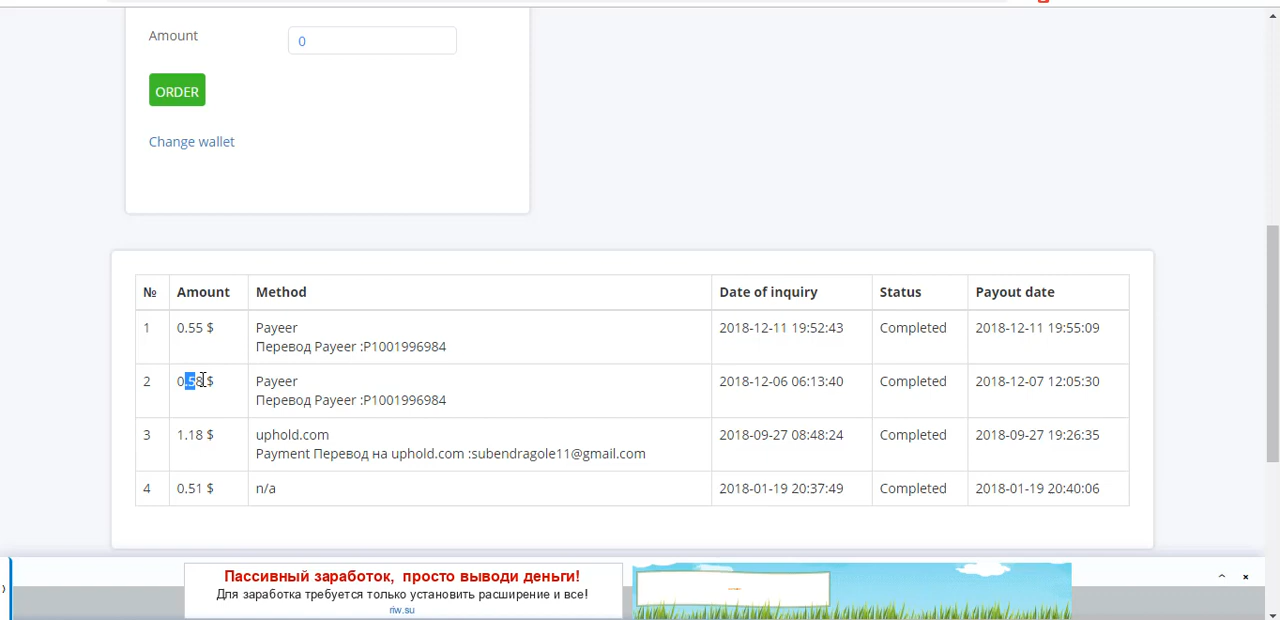 Amount 0
ORDER
Change wallet
№ Amount Method Date of inquiry Status Payout date
1 0.55 $ Payeer 2018-12-11 19:52:43 Completed 2018-12-11 19:55:09
Перевод Payeer :P1001996984
2 0.58 $ Payeer 2018-12-06 06:13:40 Completed 2018-12-07 12:05:30
Перевод Payeer :P1001996984
3 1.18 $ uphold.com 2018-09-27 08:48:24 Completed 2018-09-27 19:26:35
Payment Перевод на uphold.com :subendragole11@gmail.com
4 0.51 $ n/a 2018-01-19 20:37:49 Completed 2018-01-19 20:40:06
Пассивный заработок, просто выводи деньги!
Для заработка требуется только установить расширение и все!
riw.su